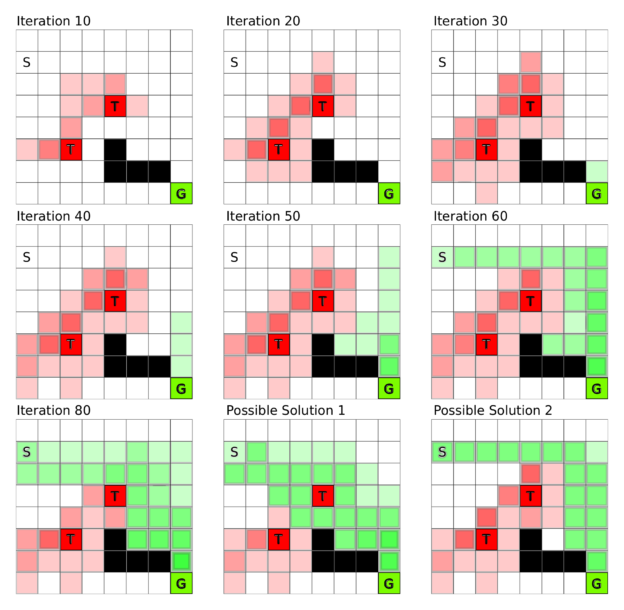 Iteration 10
Iteration 20
Iteration 30
S
S
S
T
T
T
T
T
T
G
G
G
Iteration 40
Iteration 50
Iteration 60
S
S
S
T
T
T
T
T
T
G
G
G
Iteration 80
Possible Solution 1
Possible Solution 2
S
S
S
T
T
T
T
T
T
G
G
G